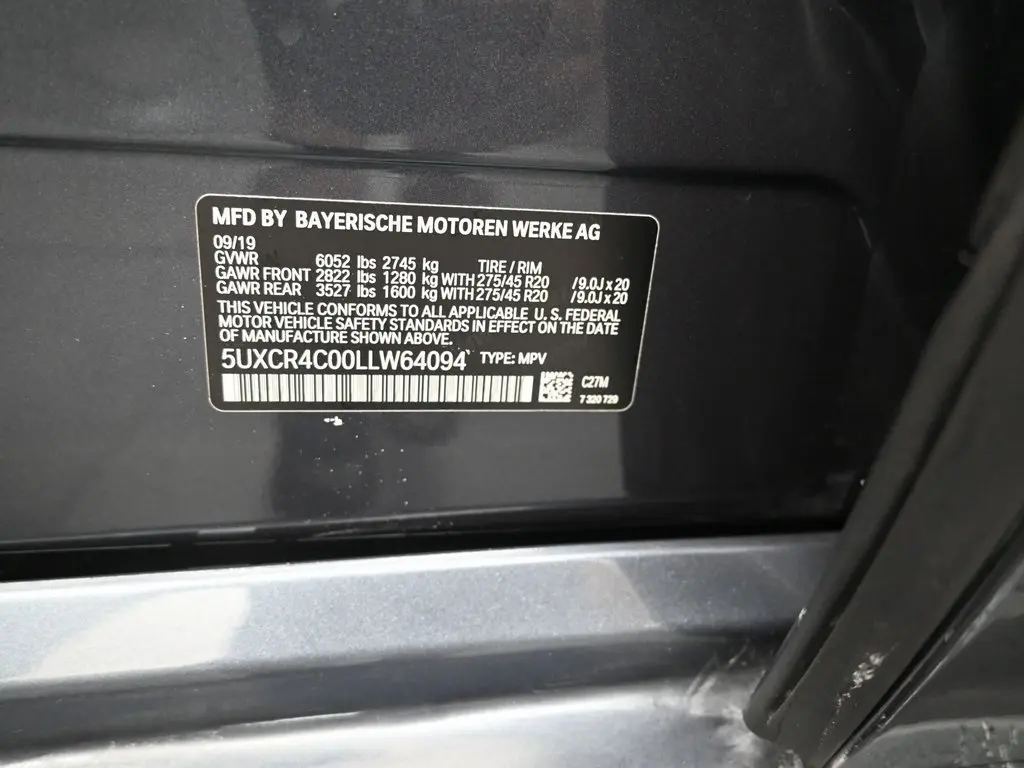 MFD BY BAYERISCHE MOTOREN WERKE AG
09/19
GVWR 6052 lbs 2745 kg TIRE / RIM
GAWR FRONT 2822 lbs 1280 kg WITH 275/45 R20 /9.0J x 20
GAWR REAR 3527 lbs 1600 kg WITH 275/45 R20 /9.0J x 20
THIS VEHICLE CONFORMS TO ALL APPLICABLE U. S. FEDERAL
MOTOR VEHICLE SAFETY STANDARDS IN EFFECT ON THE DATE
OF MANUFACTURE SHOWN ABOVE.
5UXCR4C00LLW64094 TYPE: MPV
C27M
7 320 729